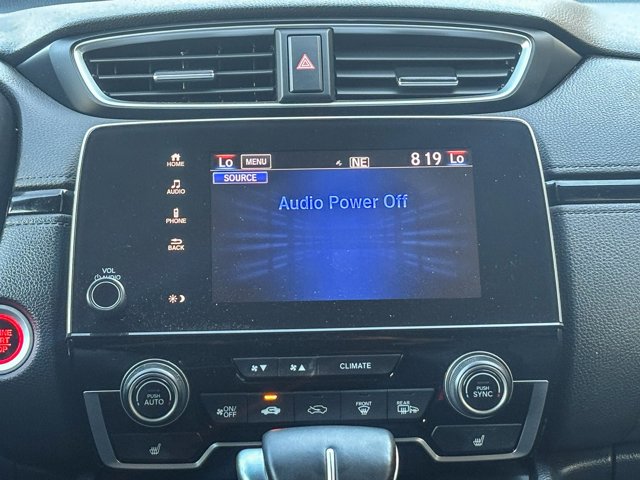 Lo MENU NE 8 19 Lo
HOME
SOURCE
Audio Power Off
AUDIO
PHONE
BACK
VOL
AUDIO
CLIMATE
PUSH
AUTO
ON/
OFF
FRONT
REAR
PUSH
SYNC